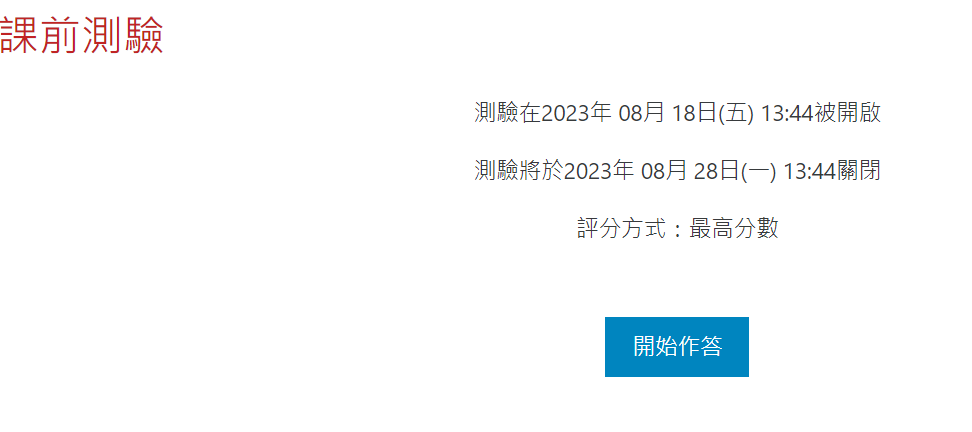 課前測驗
測驗在2023年 08月 18日(五) 13:44被開啟
測驗將於2023年 08月 28日(一) 13:44關閉
評分方式：最高分數
開始作答